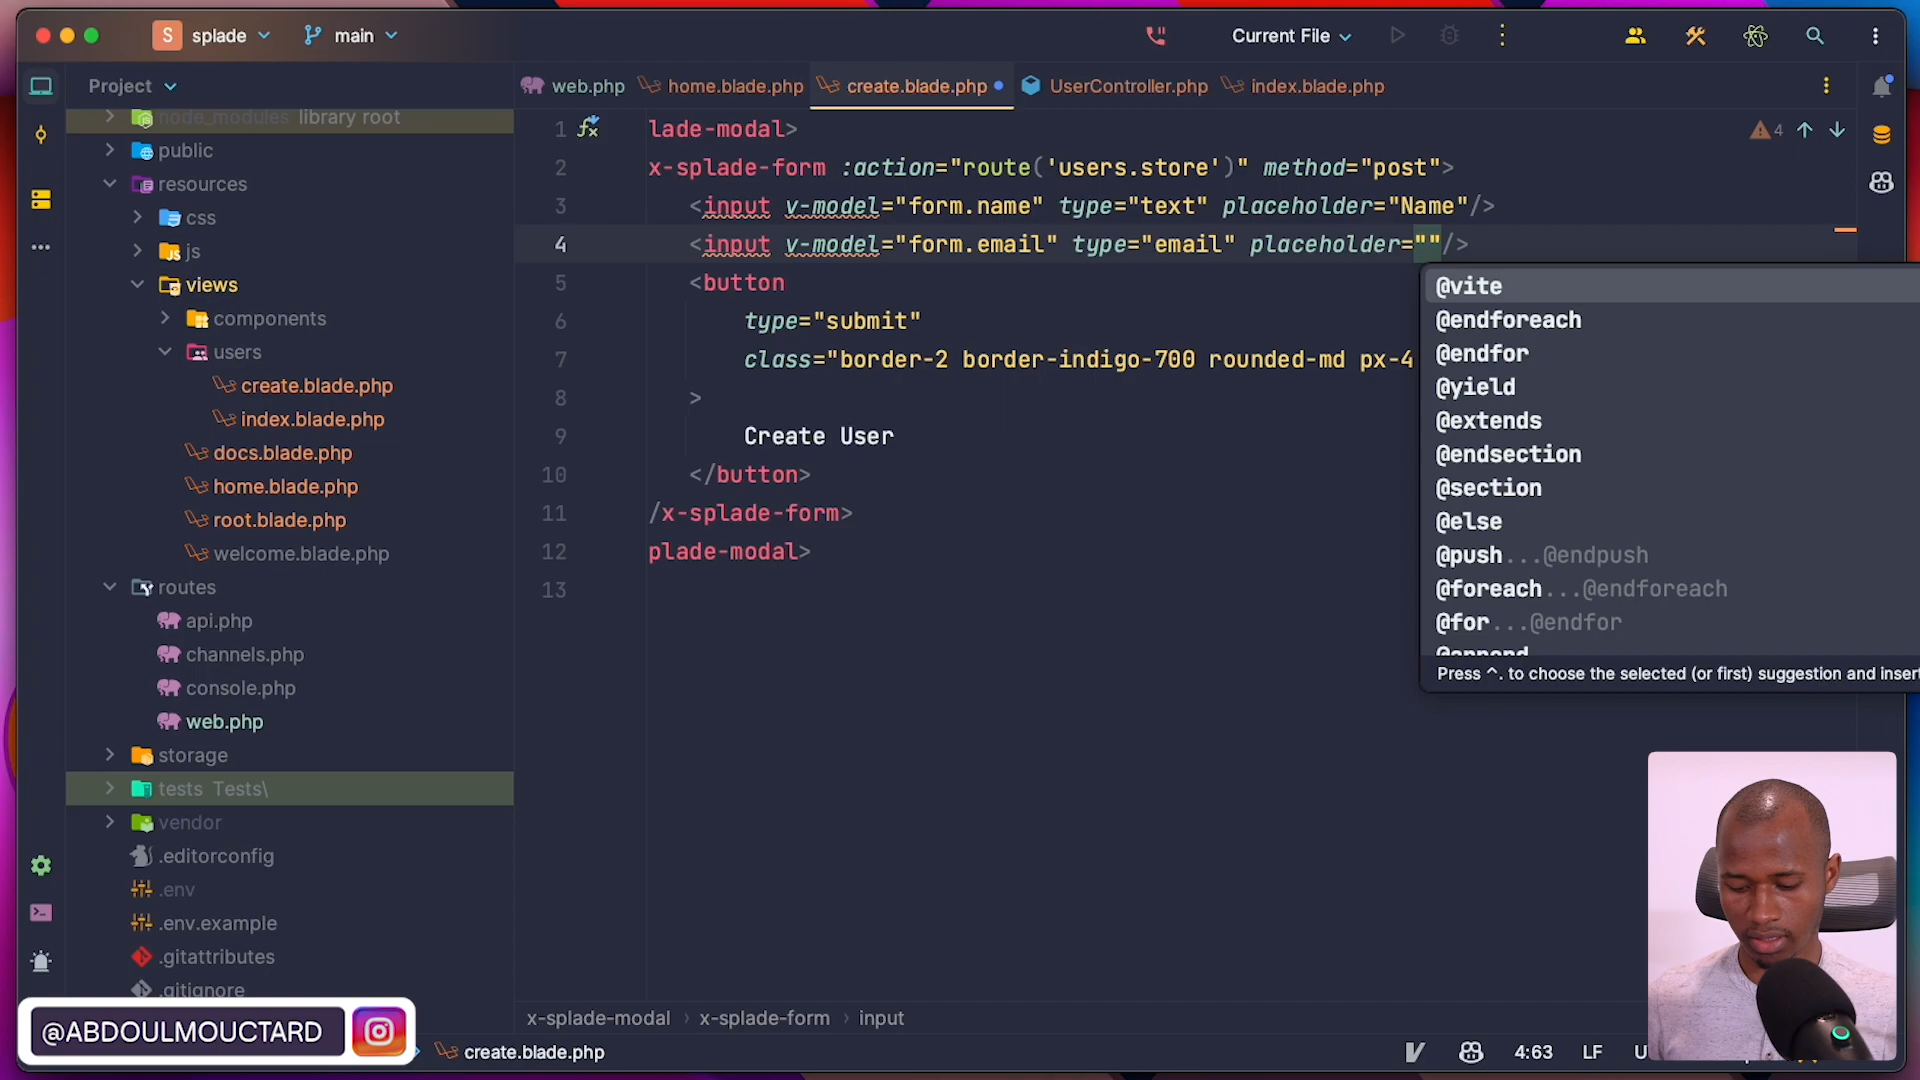 splade
main
Current File
Project
web.php
home.blade.php
create.blade.php
UserController.php
index.blade.php
node_modules library root
public
resources
css
js
views
components
users
create.blade.php
index.blade.php
docs.blade.php
home.blade.php
root.blade.php
welcome.blade.php
routes
api.php
channels.php
console.php
web.php
storage
tests Tests\
vendor
.editorconfig
.env
.env.example
.gitattributes
.gitignore
1 lade-modal>
2 x-splade-form :action="route('users.store')" method="post">
3 <input v-model="form.name" type="text" placeholder="Name"/>
4 <input v-model="form.email" type="email" placeholder=""/>
5 <button
6 type="submit"
7 class="border-2 border-indigo-700 rounded-md px-4
8 >
9 Create User
10 </button>
11 /x-splade-form>
12 plade-modal>
13
4
@vite
@endforeach
@endfor
@yield
@extends
@endsection
@section
@else
@push...@endpush
@foreach...@endforeach
@for...@endfor
@append
Press ^. to choose the selected (or first) suggestion and insert
x-splade-modal › x-splade-form › input
@ABDOULMOUCTARD
create.blade.php
4:63 LF U